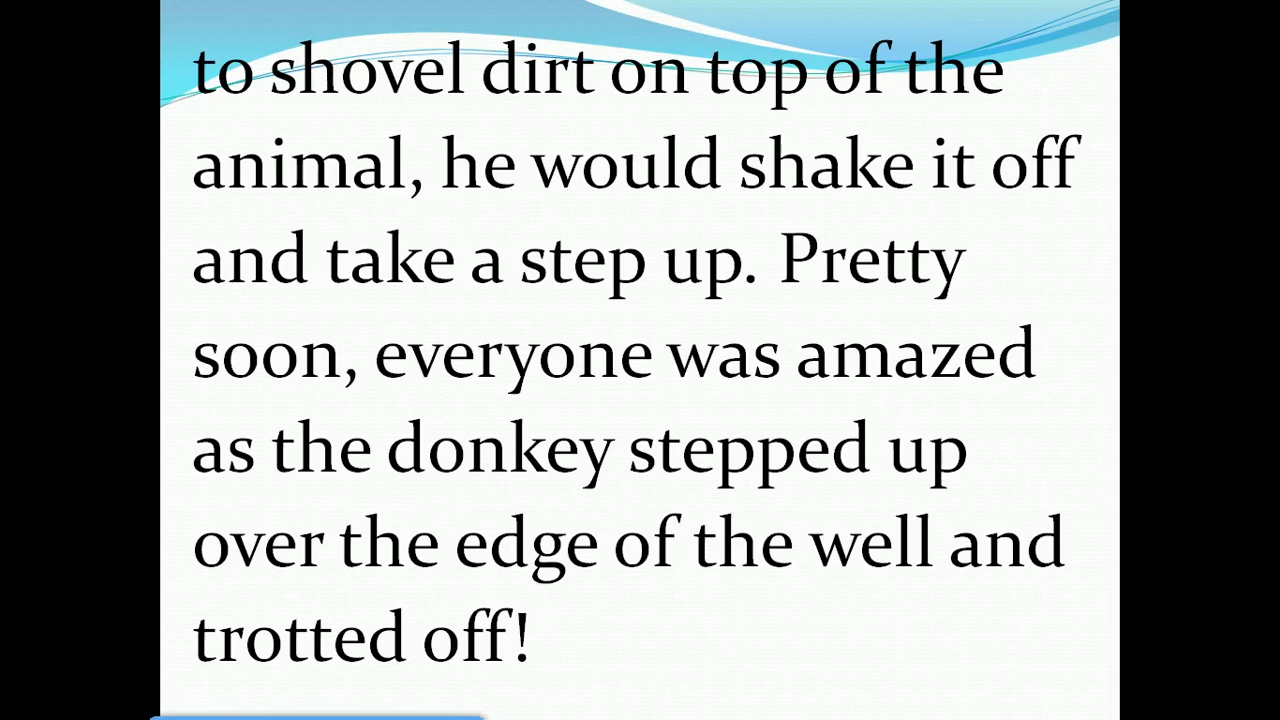 to shovel dirt on top of the
animal, he would shake it off
and take a step up. Pretty
soon, everyone was amazed
as the donkey stepped up
over the edge of the well and
trotted off!